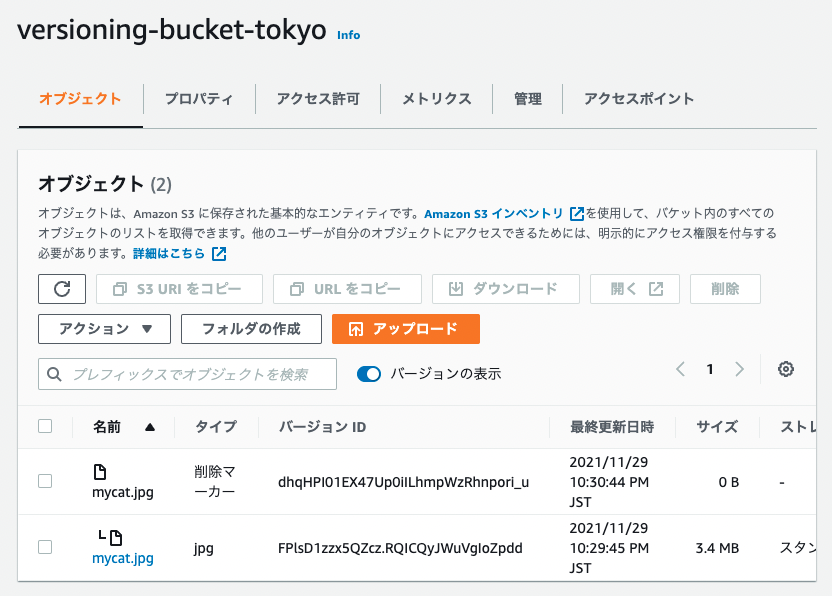 versioning-bucket-tokyo Info
オブジェクト プロパティ アクセス許可 メトリクス 管理 アクセスポイント
オブジェクト (2)
オブジェクトは、Amazon S3 に保存された基本的なエンティティです。Amazon S3 インベントリ を使用して、バケット内のすべての
オブジェクトのリストを取得できます。他のユーザーが自分のオブジェクトにアクセスできるためには、明示的にアクセス権限を付与する
必要があります。詳細はこちら
S3 URI をコピー URL をコピー ダウンロード 開く 削除
アクション ▼ フォルダの作成 アップロード
プレフィックスでオブジェクトを検索 バージョンの表示 1
名前 ▲ タイプ バージョン ID 最終更新日時 サイズ ストレ
mycat.jpg 削除マ
ーカー dhqHPI01EX47Up0iILhmpWzRhnpori_u 2021/11/29
10:30:44 PM
JST 0 B -
mycat.jpg jpg FPlsD1zzx5QZcz.RQICQyJWuVgIoZpdd 2021/11/29
10:29:45 PM
JST 3.4 MB スタン